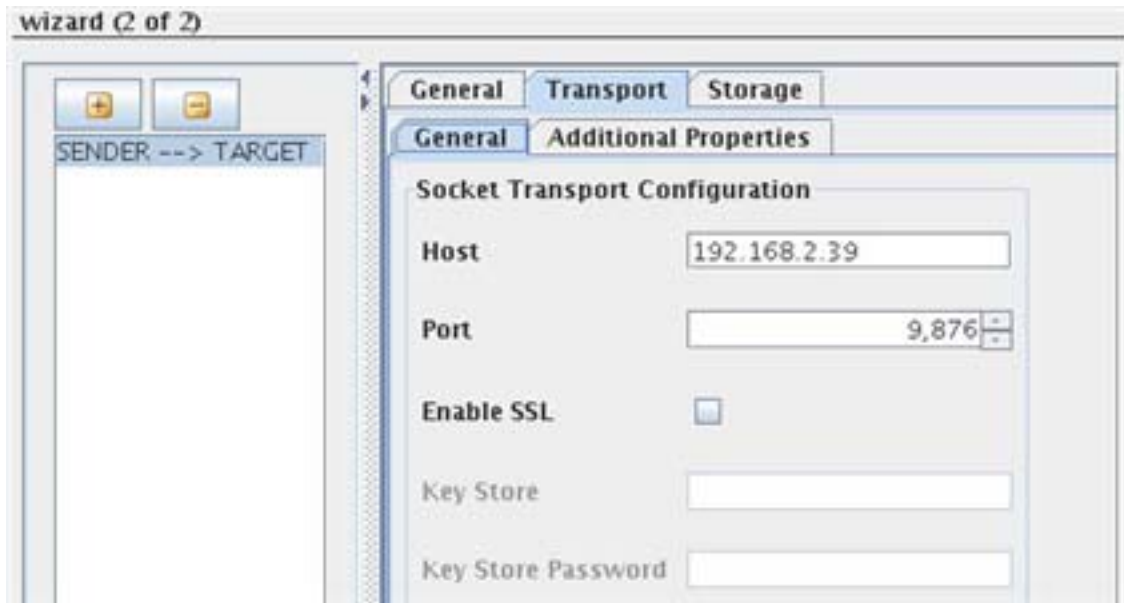 wizard (2 of 2)
SENDER --> TARGET
General Transport Storage
General Additional Properties
Socket Transport Configuration
Host 192.168.2.39
Port 9,876
Enable SSL
Key Store
Key Store Password